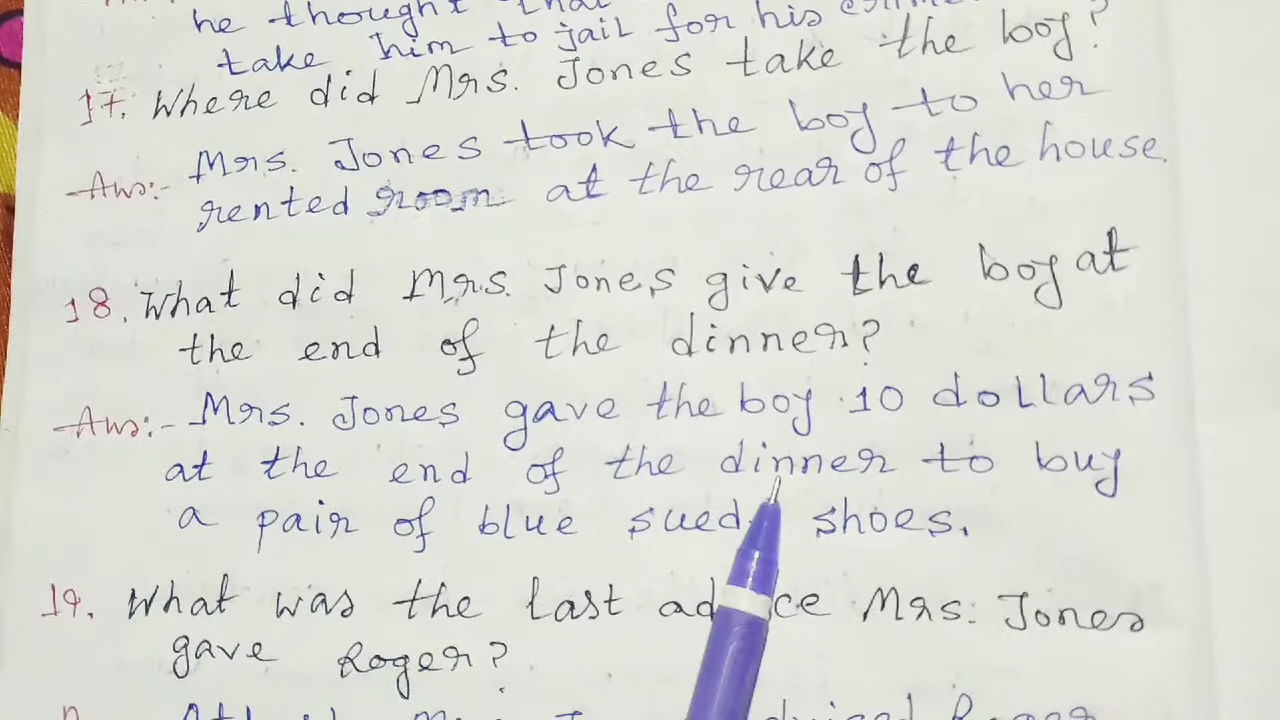 he thought that
take him to jail for his
17. Where did Mrs. Jones take the boy?
Ans:- Mrs. Jones took the boy to her
rented room at the rear of the house.
18. What did Mrs. Jones give the boy at
the end of the dinner?
Ans:- Mrs. Jones gave the boy 10 dollars
at the end of the dinner to buy
a pair of blue sued shoes.
19. What was the last ad ce Mrs. Jones
gave Roger?